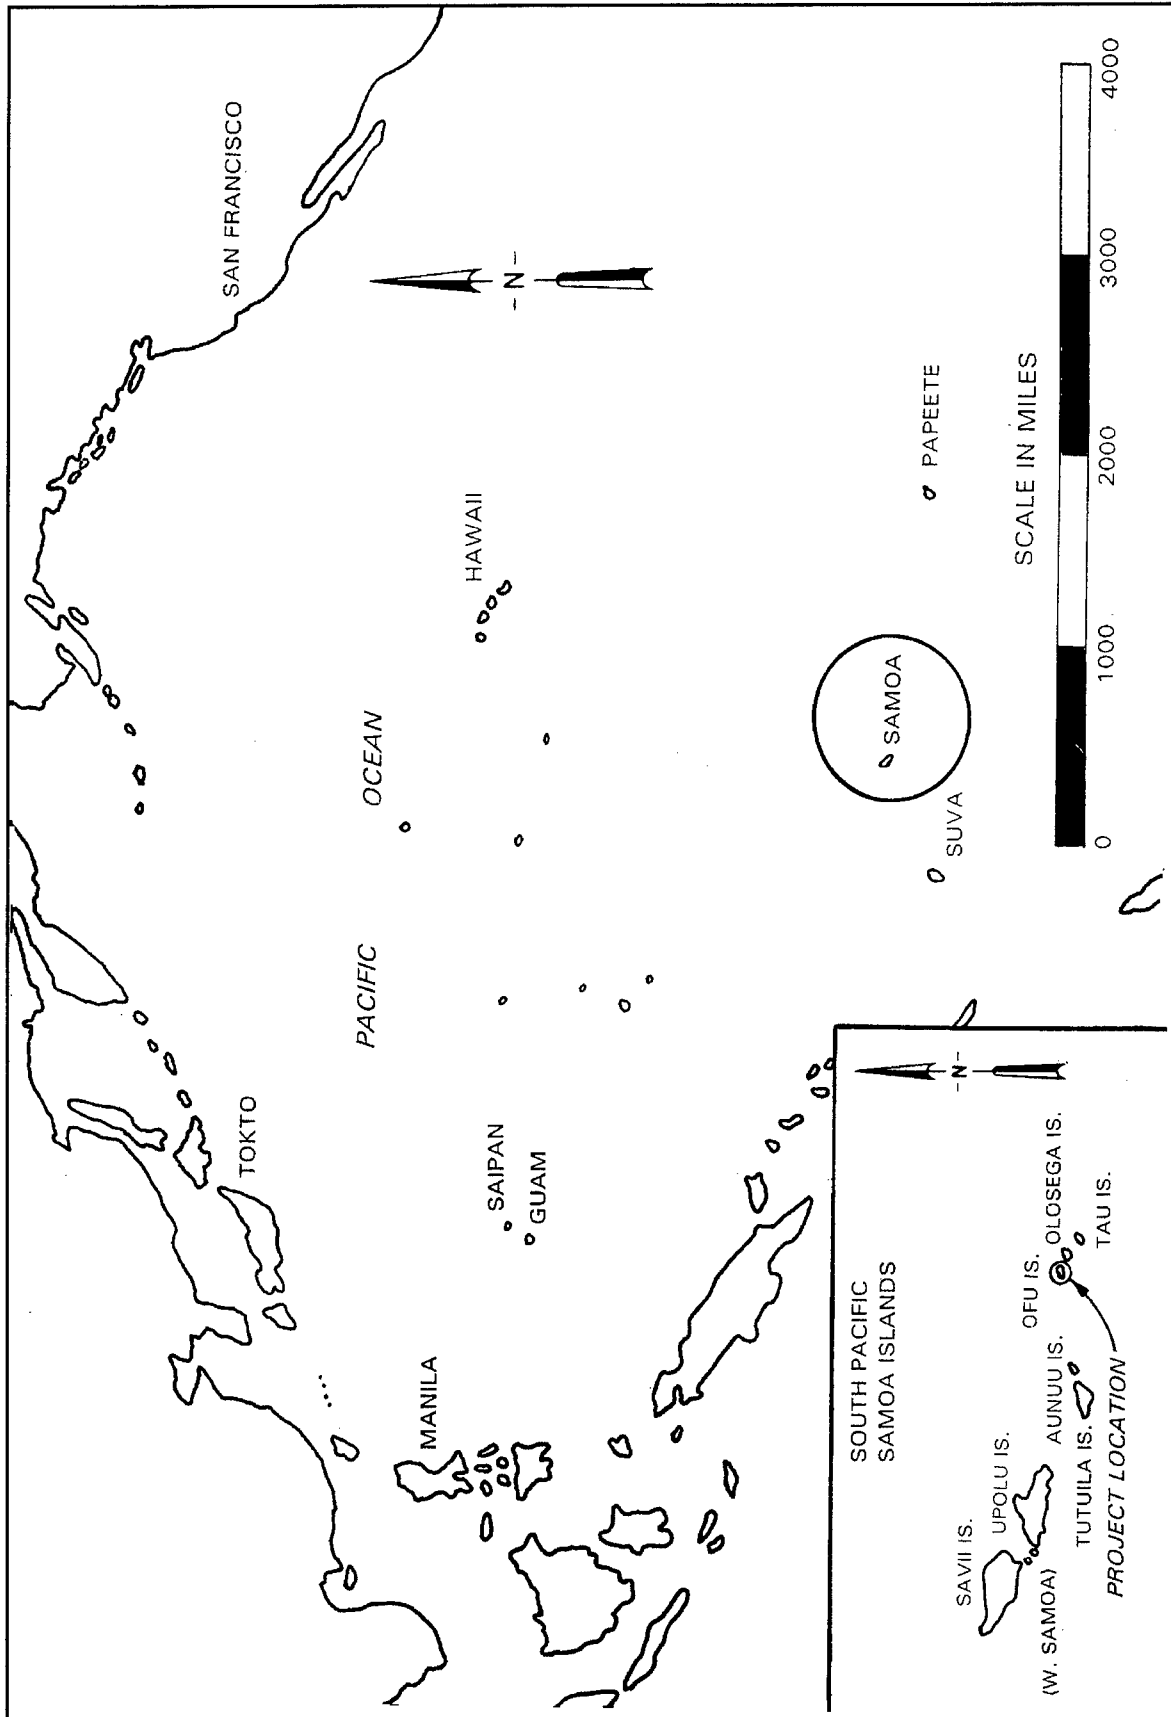 SAN FRANCISCO
TOKTO
-N-
OCEAN
PACIFIC
HAWAII
MANILA
SAIPAN
GUAM
SAMOA
SUVA
PAPEETE
SCALE IN MILES
0 1000 2000 3000 4000
SOUTH PACIFIC
SAMOA ISLANDS
-N-
SAVII IS.
UPOLU IS.
(W. SAMOA)
AUNUU IS.
TUTUILA IS.
OFU IS.
OLOSEGA IS.
TAU IS.
PROJECT LOCATION